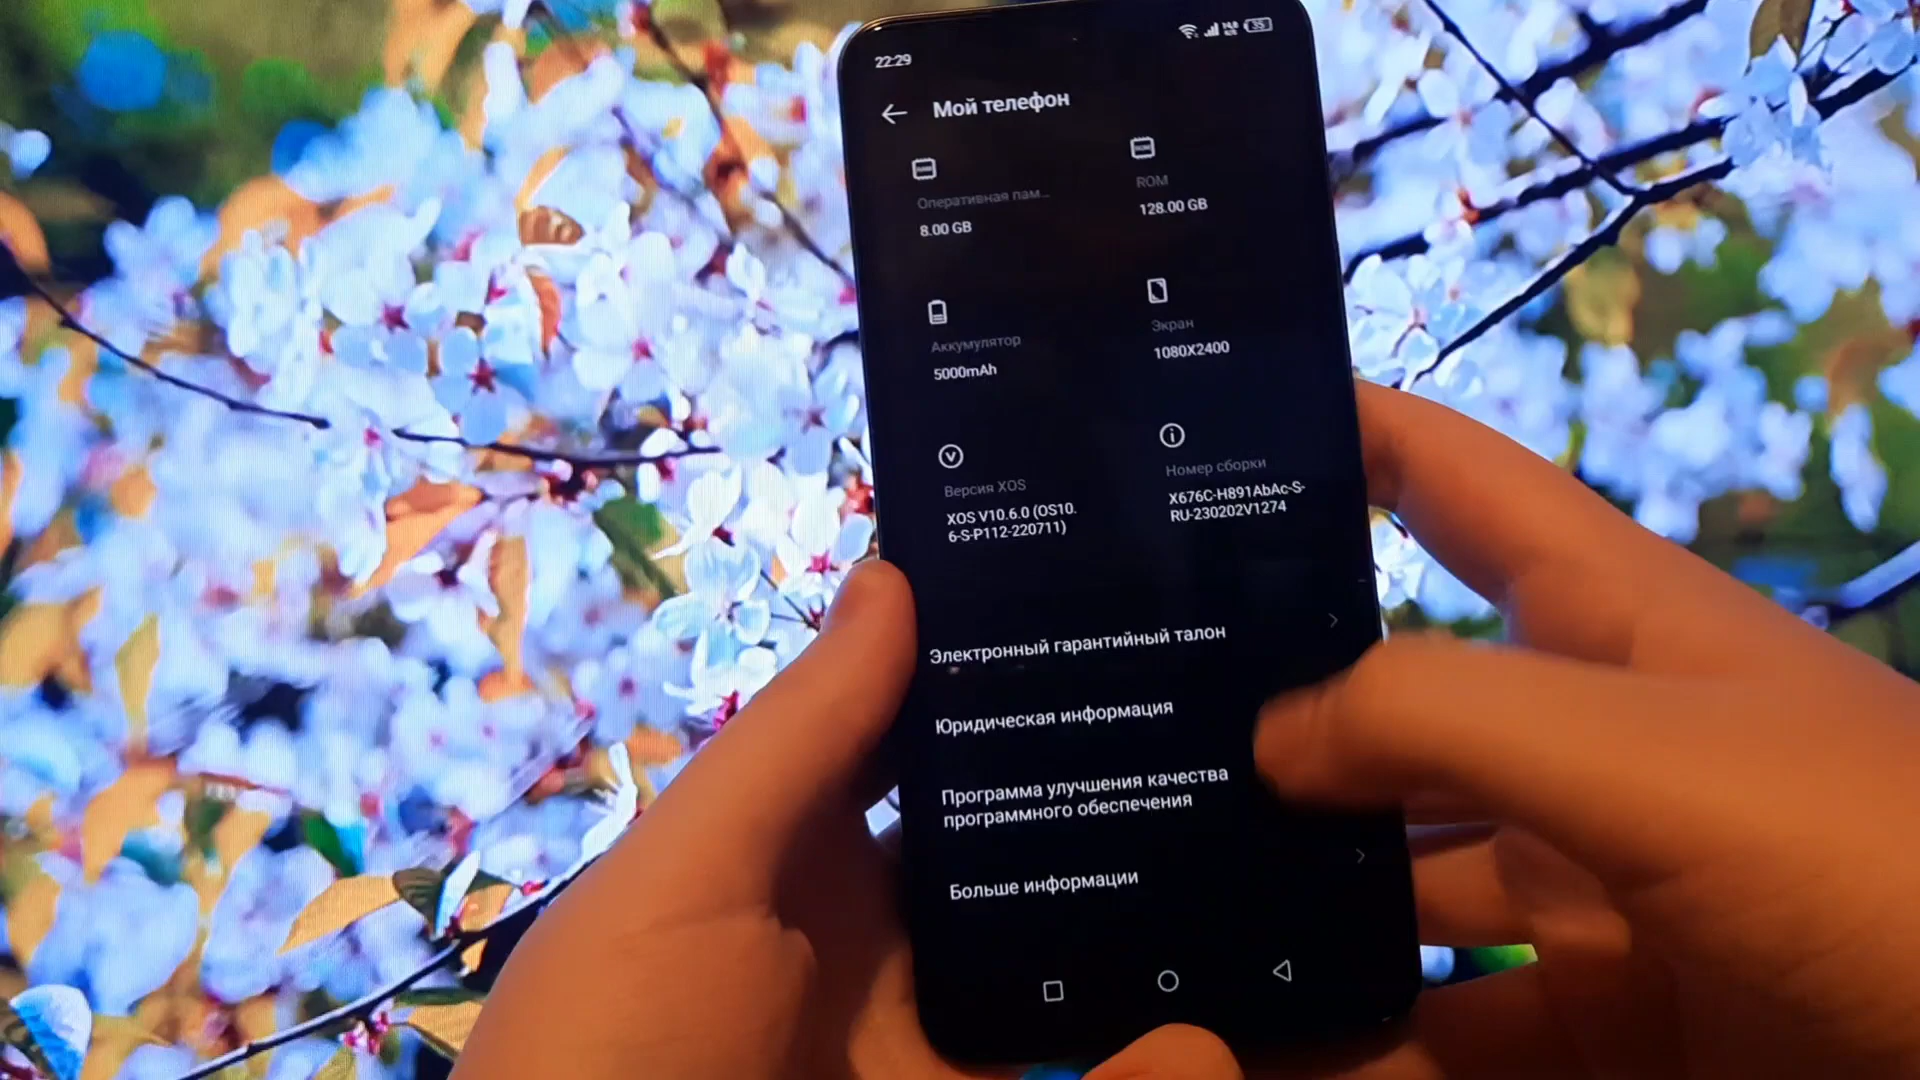 22:29
35
Мой телефон
Оперативная пам...
8.00 GB
ROM
128.00 GB
Аккумулятор
5000mAh
Экран
1080X2400
Версия XOS
XOS V10.6.0 (OS10.
6-S-P112-220711)
Номер сборки
X676C-H891AbAc-S-
RU-230202V1274
Электронный гарантийный талон
Юридическая информация
Программа улучшения качества
программного обеспечения
Больше информации